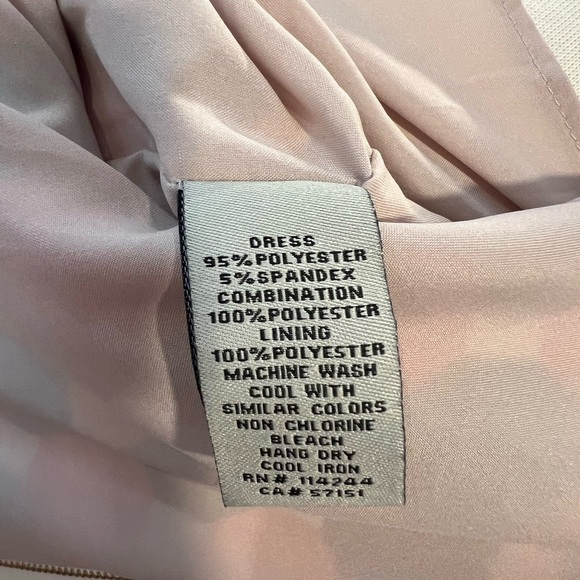 DRESS
95%POLYESTER
5%SPANDEX
COMBINATION
100%POLYESTER
LINING
100%POLYESTER
MACHINE WASH
COOL WITH
SIMILAR COLORS
NON CHLORINE
BLEACH
HANG DRY
COOL IRON
RN# 114244
CA# 57151